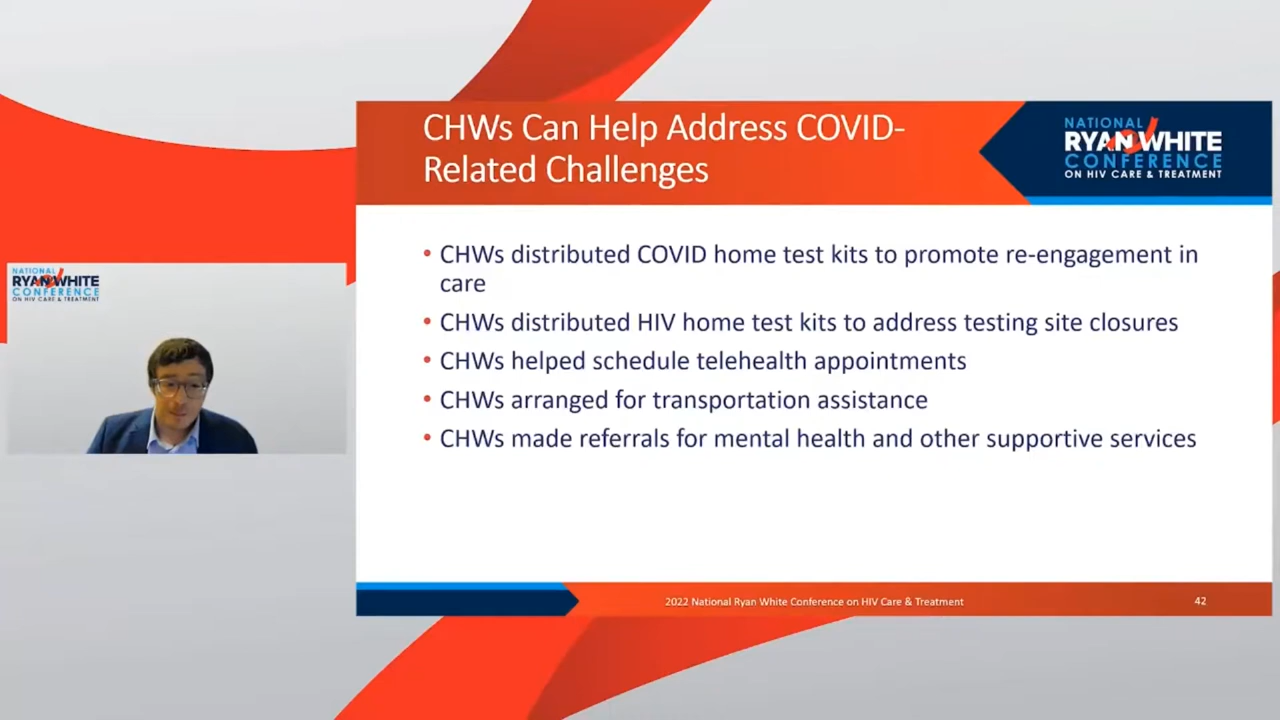 CHWs Can Help Address COVID-
Related Challenges
NATIONAL
RYAN WHITE
CONFERENCE
ON HIV CARE & TREATMENT
• CHWs distributed COVID home test kits to promote re-engagement in
care
• CHWs distributed HIV home test kits to address testing site closures
• CHWs helped schedule telehealth appointments
• CHWs arranged for transportation assistance
• CHWs made referrals for mental health and other supportive services
NATIONAL
RYAN WHITE
CONFERENCE
ON HIV CARE & TREATMENT
2022 National Ryan White Conference on HIV Care & Treatment
42